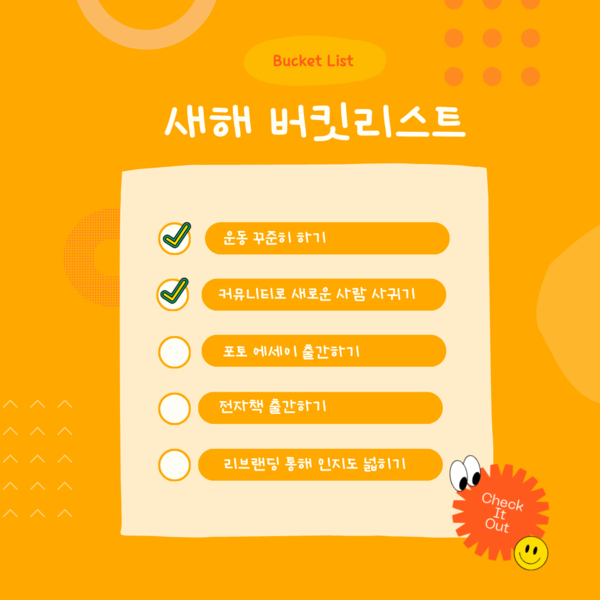 Bucket List
새해 버킷리스트
운동 꾸준히 하기
커뮤니티로 새로운 사람 사귀기
포토 에세이 출간하기
전자책 출간하기
리브랜딩 통해 인지도 넓히기
Check
It
Out